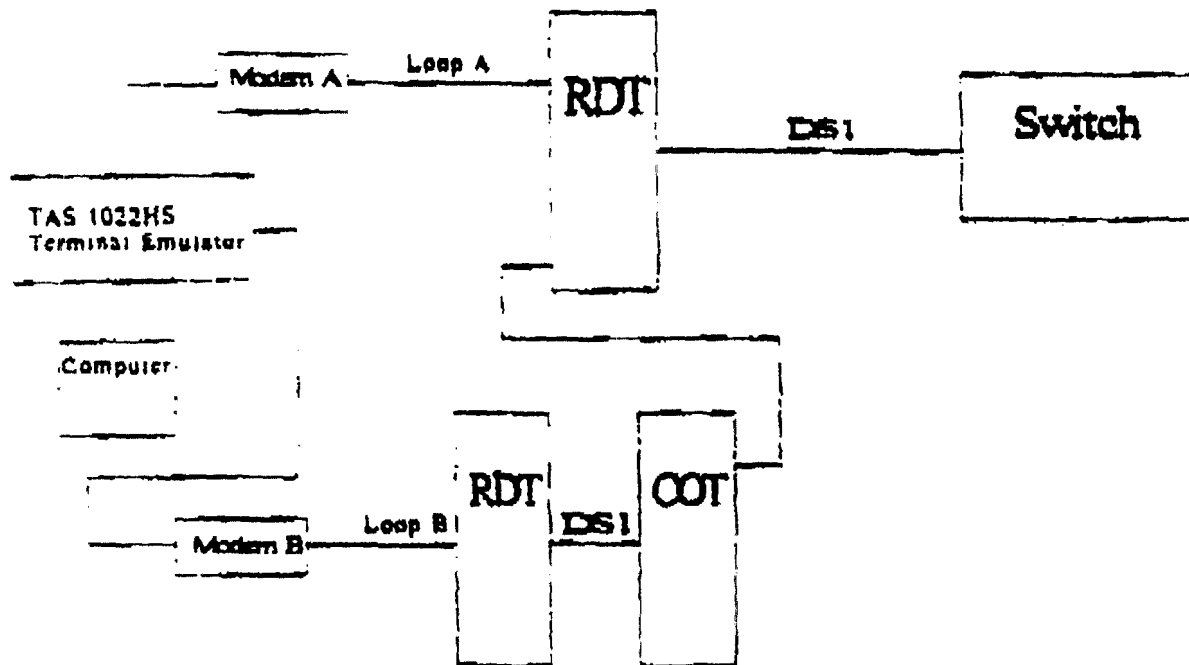 Modem A
Loop A
RDT
DS1
Switch
TAS 1022HS
Terminal Emulator
Computer
RDT
COT
Loop B
DS1
Modem B